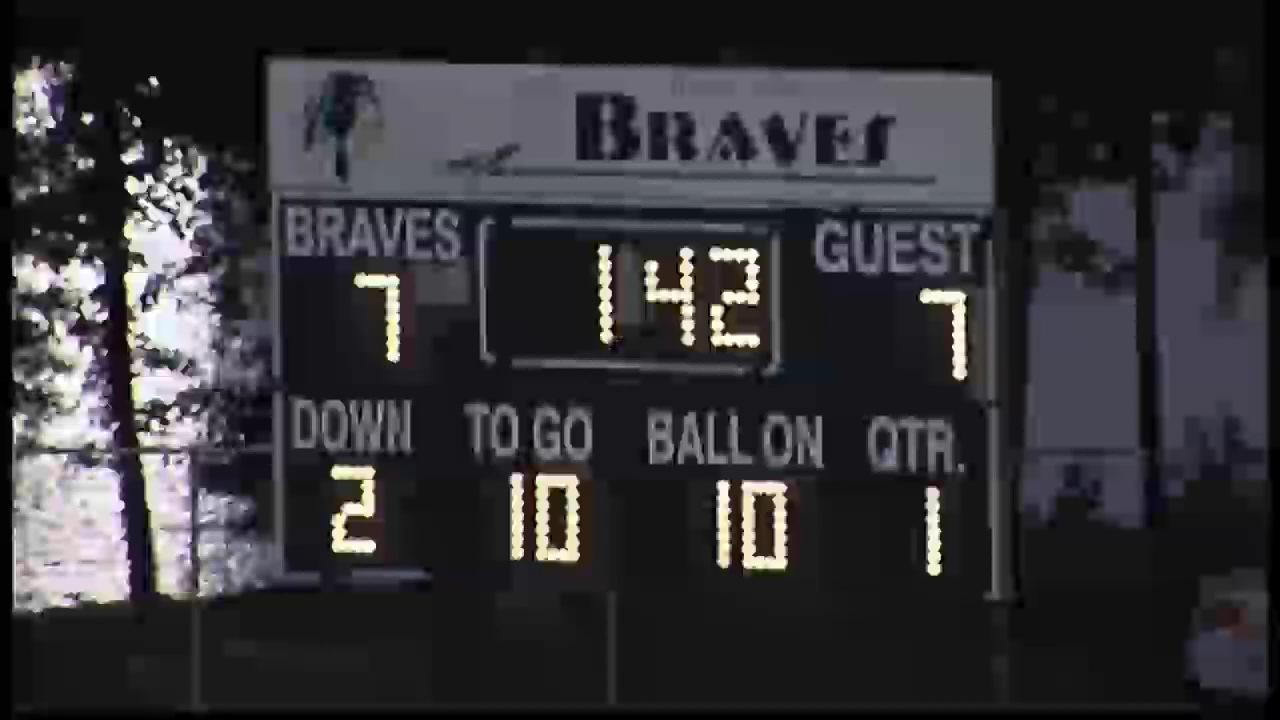 BRAVES
BRAVES 142 GUEST
7 7
DOWN TO GO BALL ON QTR.
2 10 10 1